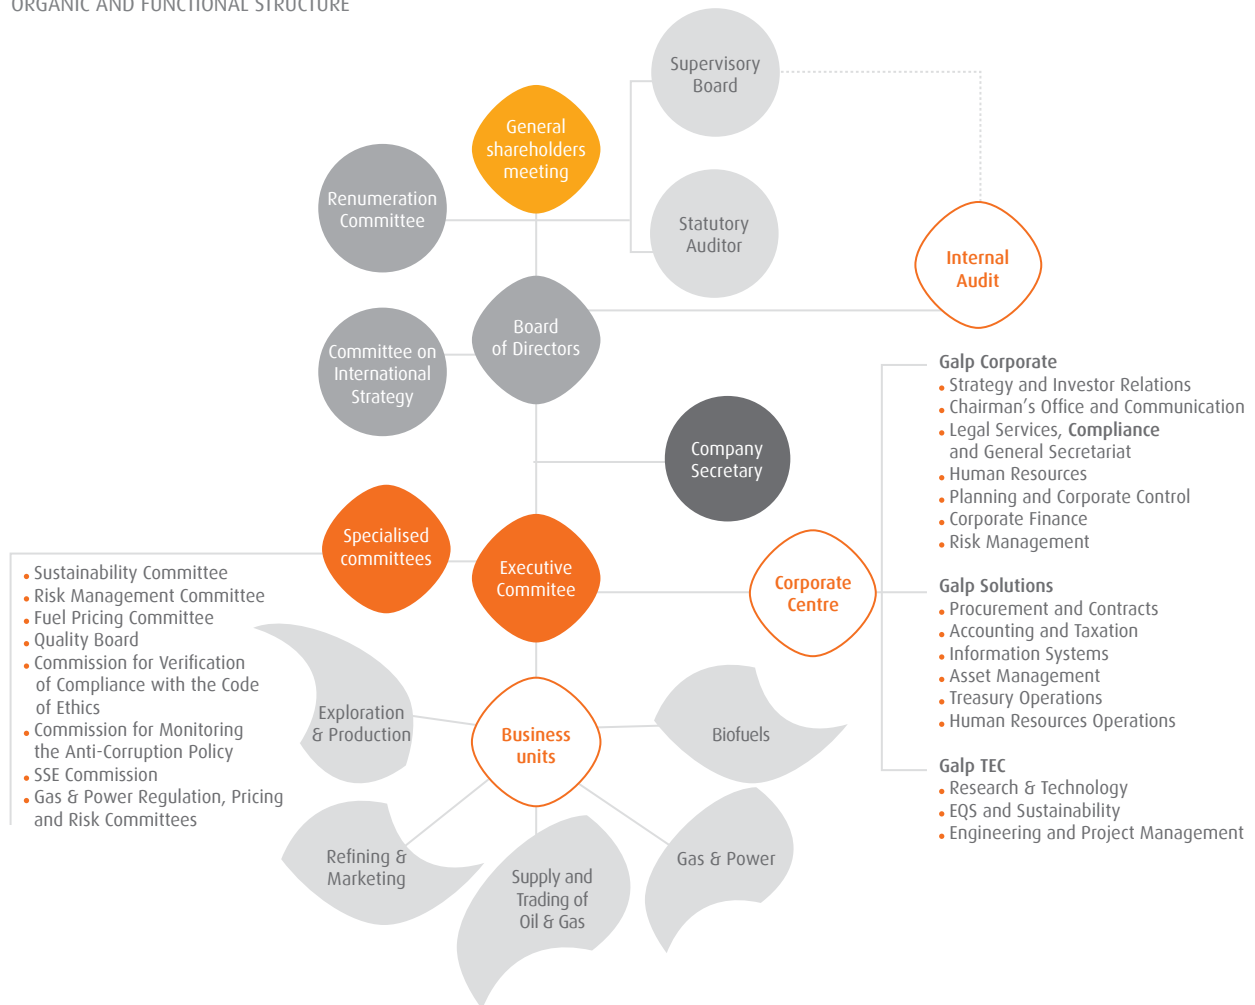 ORGANIC AND FUNCTIONAL STRUCTURE
Supervisory
Board
General
shareholders
meeting
Renumeration
Committee
Statutory
Auditor
Internal
Audit
Board
of Directors
Committee on
International
Strategy
Company
Secretary
Specialised
committees
Executive
Commitee
Corporate
Centre
Galp Corporate
• Strategy and Investor Relations
• Chairman's Office and Communication
• Legal Services, Compliance
and General Secretariat
• Human Resources
• Planning and Corporate Control
• Corporate Finance
• Risk Management
Galp Solutions
• Procurement and Contracts
• Accounting and Taxation
• Information Systems
• Asset Management
• Treasury Operations
• Human Resources Operations
Galp TEC
• Research & Technology
• EQS and Sustainability
• Engineering and Project Management
• Sustainability Committee
• Risk Management Committee
• Fuel Pricing Committee
• Quality Board
• Commission for Verification
of Compliance with the Code
of Ethics
• Commission for Monitoring
the Anti-Corruption Policy
• SSE Commission
• Gas & Power Regulation, Pricing
and Risk Committees
Exploration
& Production
Business
units
Biofuels
Refining &
Marketing
Supply and
Trading of
Oil & Gas
Gas & Power